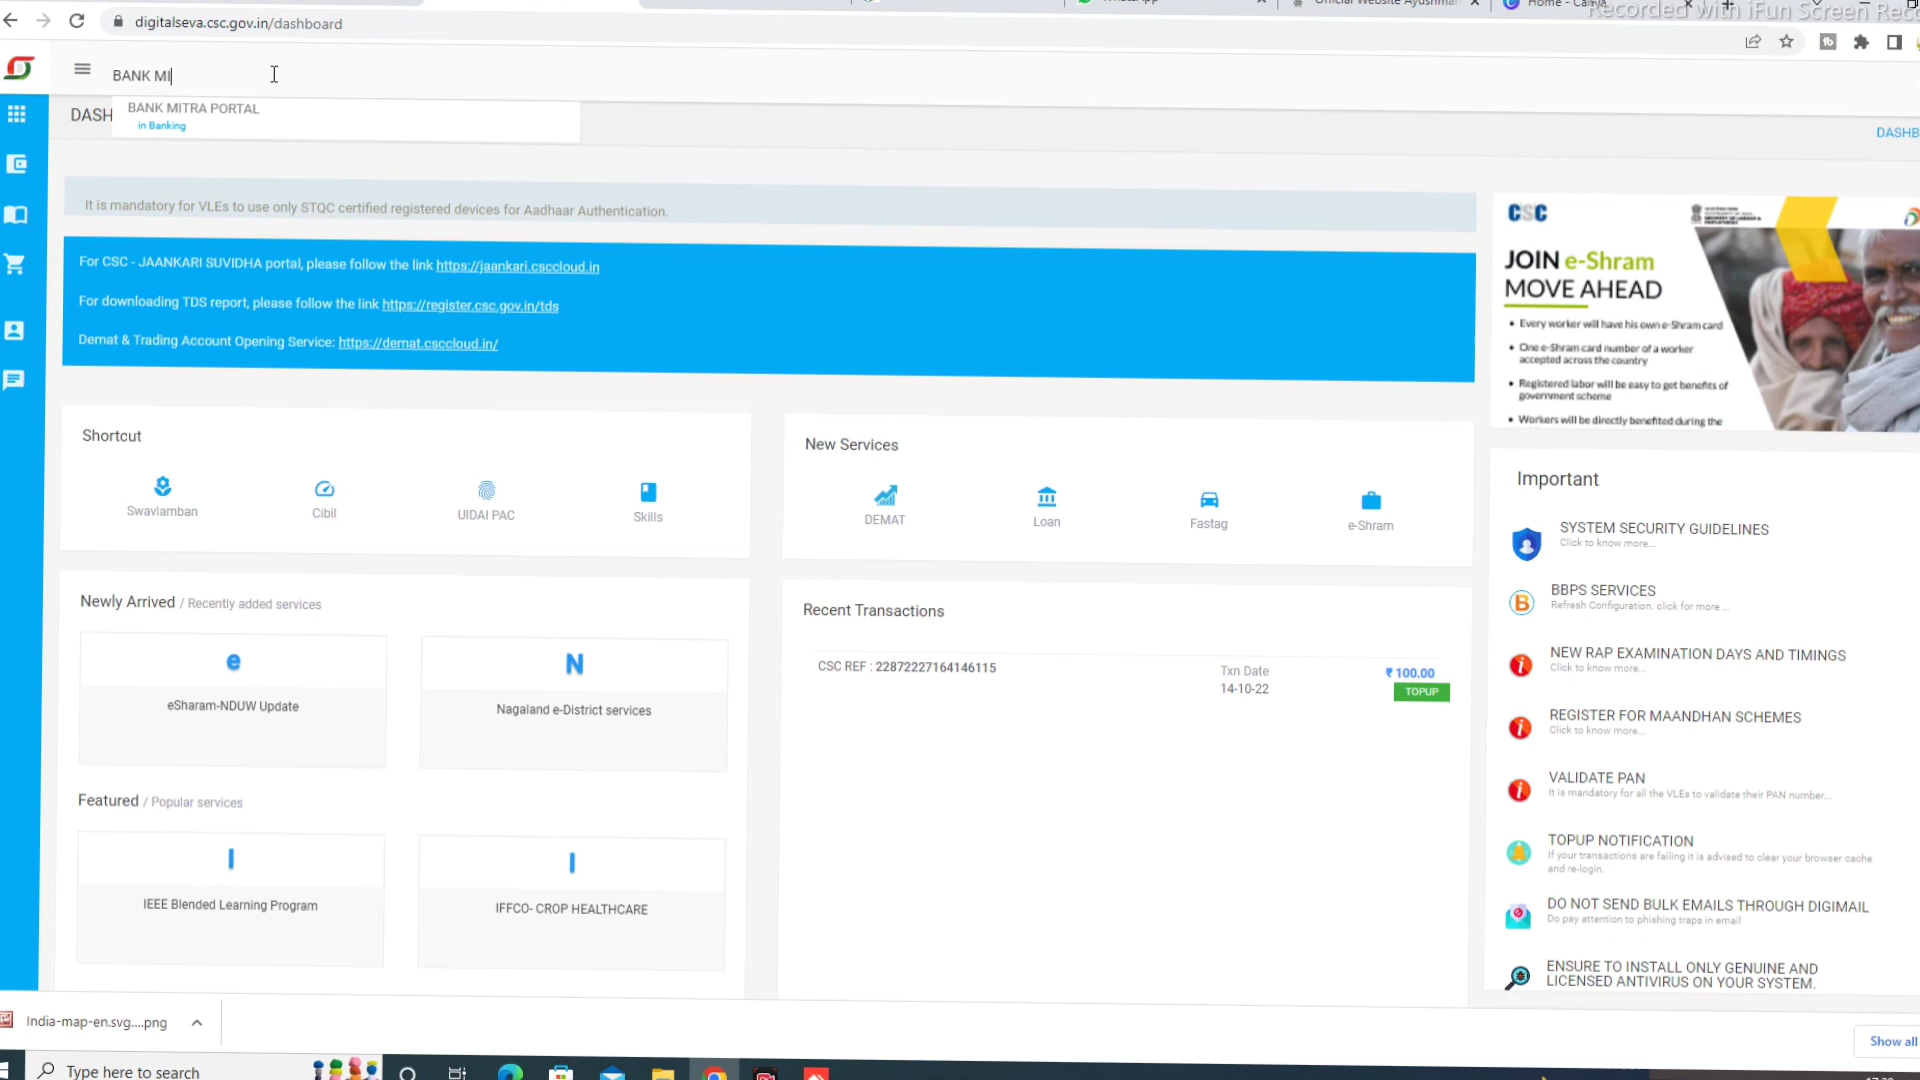 WhatsApp
Official Website Ayushma
Home - Canva
Recorded with iFun Screen Rec
digitalseva.csc.gov.in/dashboard
BANK MI
BANK MITRA PORTAL
in Banking
DASH
DASHB
It is mandatory for VLEs to use only STQC certified registered devices for Aadhaar Authentication.
For CSC - JAANKARI SUVIDHA portal, please follow the link https://jaankari.csccloud.in
For downloading TDS report, please follow the link https://register.csc.gov.in/tds
Demat & Trading Account Opening Service: https://demat.csccloud.in/
CSC
JOIN e-Shram
MOVE AHEAD
• Every worker will have his own e-Shram card
• One e-Shram card number of a worker
accepted across the country
• Registered labor will be easy to get benefits of
government scheme
• Workers will be directly benefited during the
Shortcut
Swavlamban
Cibil
UIDAI PAC
Skills
New Services
DEMAT
Loan
Fastag
e-Shram
Newly Arrived / Recently added services
e
eSharam-NDUW Update
N
Nagaland e-District services
Featured / Popular services
I
IEEE Blended Learning Program
I
IFFCO- CROP HEALTHCARE
Recent Transactions
CSC REF : 22872227164146115
Txn Date
14-10-22
₹ 100.00
TOPUP
Important
SYSTEM SECURITY GUIDELINES
Click to know more...
BBPS SERVICES
Refresh Configuration. click for more ...
NEW RAP EXAMINATION DAYS AND TIMINGS
Click to know more...
REGISTER FOR MAANDHAN SCHEMES
Click to know more...
VALIDATE PAN
It is mandatory for all the VLEs to validate their PAN number...
TOPUP NOTIFICATION
If your transactions are failing it is advised to clear your browser cache
and re-login.
DO NOT SEND BULK EMAILS THROUGH DIGIMAIL
Do pay attention to phishing traps in email
ENSURE TO INSTALL ONLY GENUINE AND
LICENSED ANTIVIRUS ON YOUR SYSTEM.
India-map-en.svg....png
Show all
Type here to search